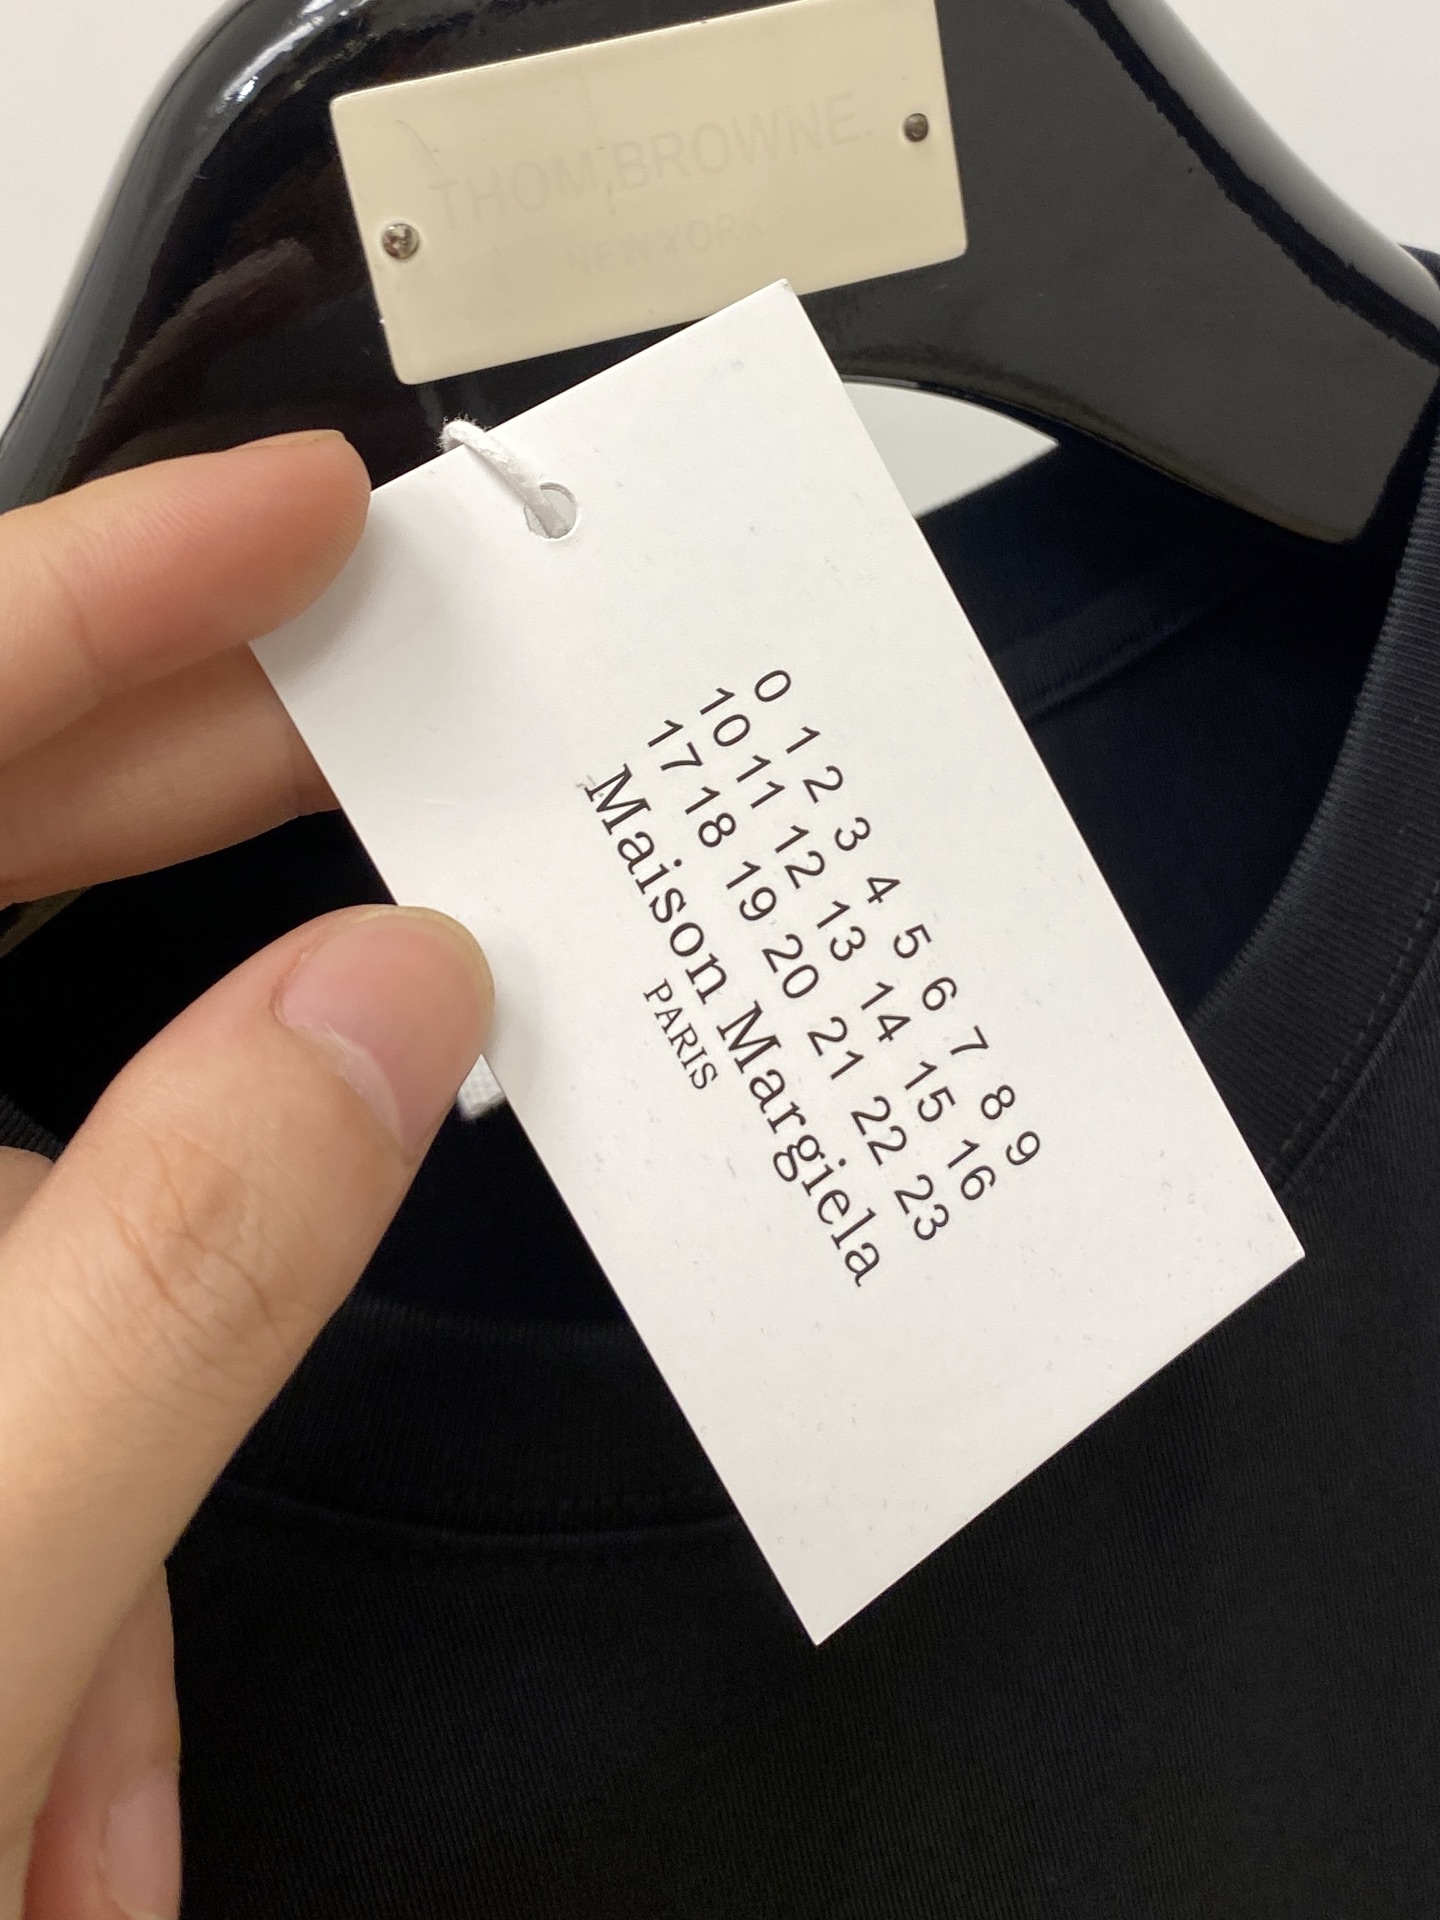 THOM BROWNE.
NEW YORK
0 1 2 3 4 5 6 7 8 9
10 11 12 13 14 15 16
17 18 19 20 21 22 23
Maison Margiela
PARIS